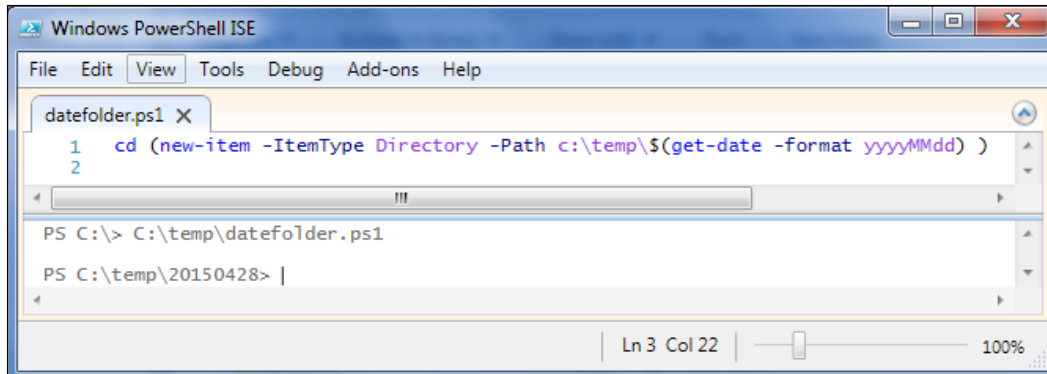 Windows PowerShell ISE
File Edit View Tools Debug Add-ons Help
datefolder.ps1
1 cd (new-item -ItemType Directory -Path c:\temp\$(get-date -format yyyyMMdd) )
2
PS C:\> C:\temp\datefolder.ps1
PS C:\temp\20150428>
Ln 3 Col 22 100%